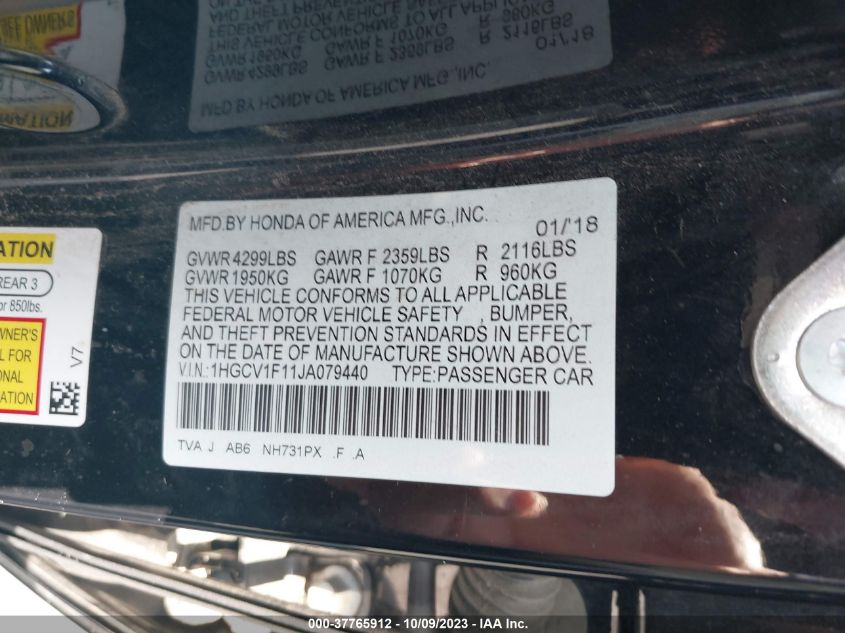 MFD.BY HONDA OF AMERICA MFG.,INC. 01/'18
GVWR 4299LBS GAWR F 2359LBS R 2116LBS
GVWR 1950KG GAWR F 1070KG R 960KG
THIS VEHICLE CONFORMS TO ALL APPLICABLE
FEDERAL MOTOR VEHICLE SAFETY , BUMPER,
AND THEFT PREVENTION STANDARDS IN EFFECT
ON THE DATE OF MANUFACTURE SHOWN ABOVE.
V.I.N.:1HGCV1F11JA079440 TYPE:PASSENGER CAR
TVA J AB6 NH731PX .F .A
REAR 3
850lbs.
V7
000-37765912 - 10/09/2023 - IAA Inc.